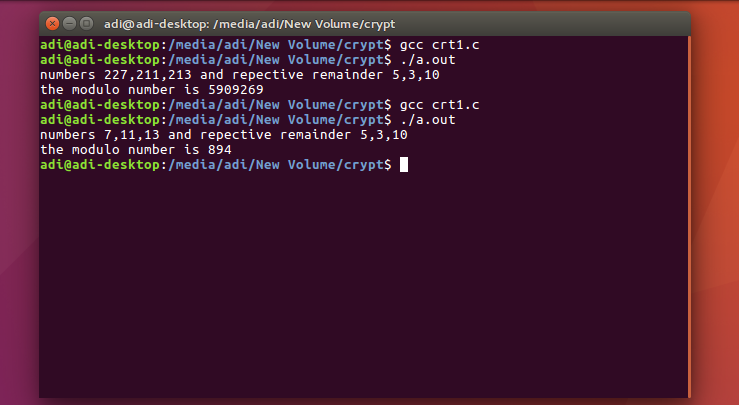 adi@adi-desktop: /media/adi/New Volume/crypt
adi@adi-desktop:/media/adi/New Volume/crypt$ gcc crt1.c
adi@adi-desktop:/media/adi/New Volume/crypt$ ./a.out
numbers 227,211,213 and repective remainder 5,3,10
the modulo number is 5909269
adi@adi-desktop:/media/adi/New Volume/crypt$ gcc crt1.c
adi@adi-desktop:/media/adi/New Volume/crypt$ ./a.out
numbers 7,11,13 and repective remainder 5,3,10
the modulo number is 894
adi@adi-desktop:/media/adi/New Volume/crypt$